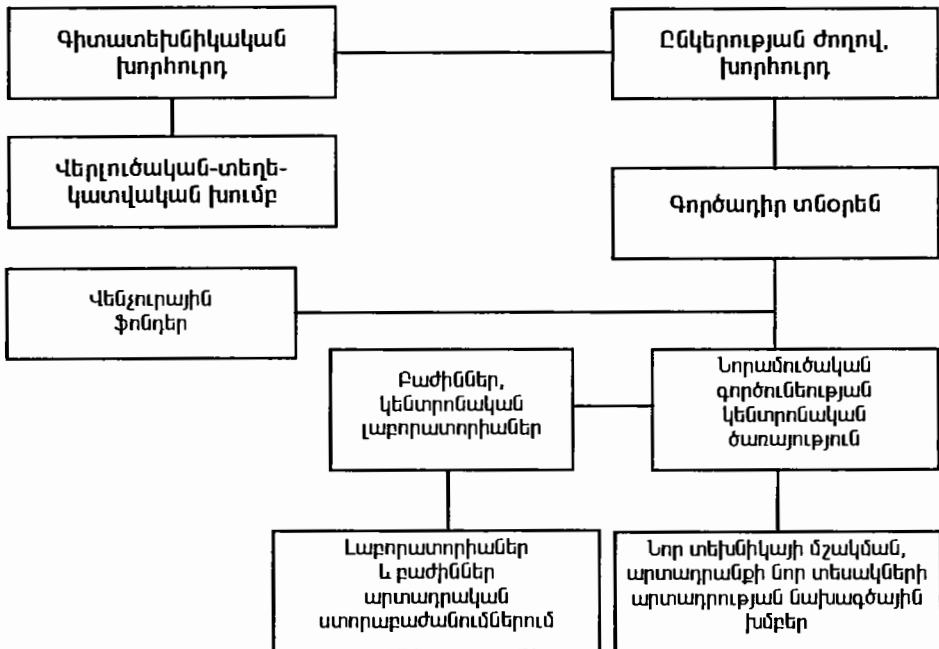 Գիտատեխնիկական
խորհուրդ
Ընկերության ժողով,
խորհուրդ
Վերլուծական-տեղե-
կատվական խումբ
Գործադիր տնօրեն
Վենչուրային
ֆոնդեր
Բաժիններ,
կենտրոնական
լաբորատորիաներ
Նորամուծական
գործունեության
կենտրոնական
ծառայություն
Լաբորատորիաներ
և բաժիններ
արտադրական
ստորաբաժանումներում
Նոր տեխնիկայի մշակման,
արտադրանքի նոր տեսակների
արտադրության նախագծային
խմբեր